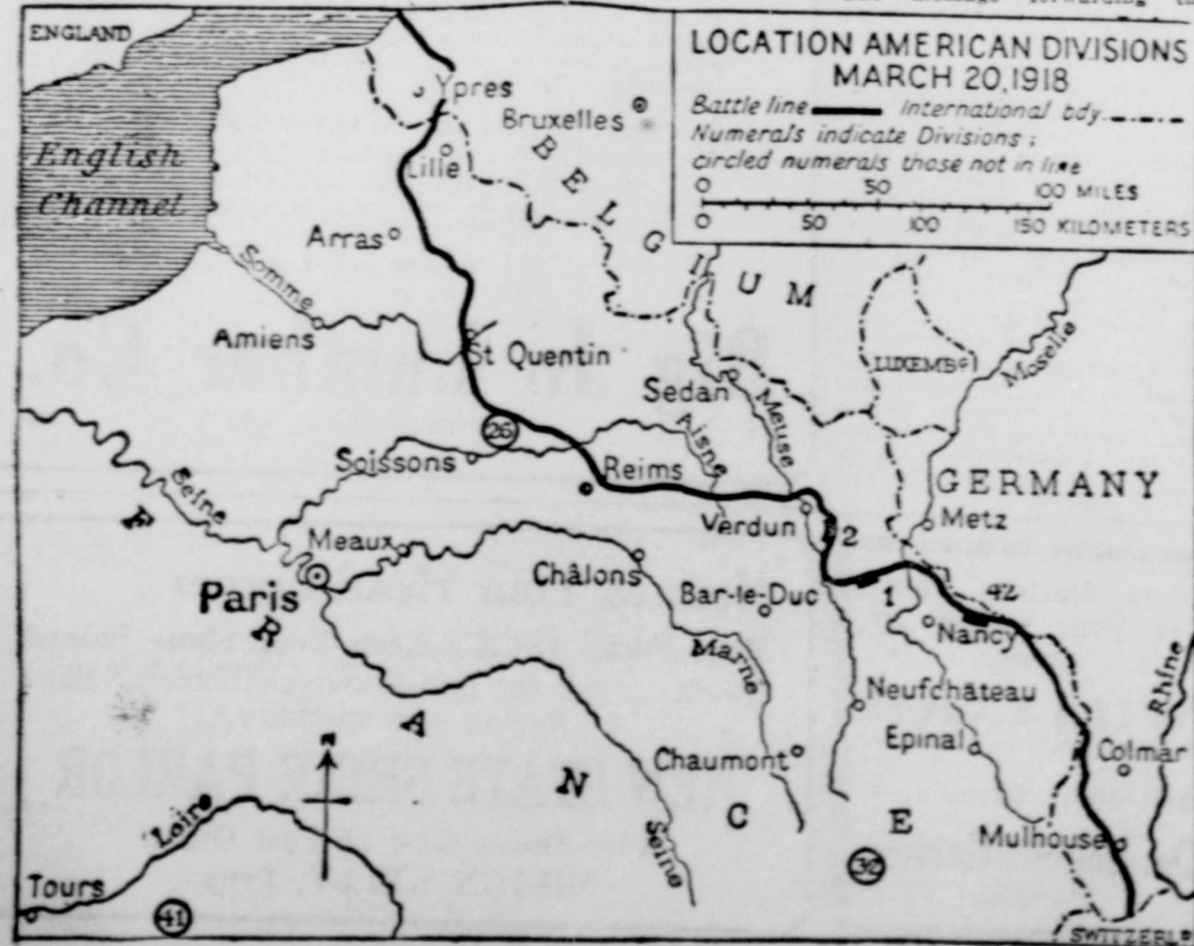 ENGLAND
LOCATION AMERICAN DIVISIONS
MARCH 20, 1918
Battle line International bdy.
Numerals indicate Divisions;
circled numerals those not in line
0 50 100 MILES
0 50 100 150 KILOMETERS
Ypres
Bruxelles
BELGIUM
English
Channel
Lille
Arras
Somme
Amiens
St Quentin
LUXEMBG
Moselle
Sedan
Meuse
Aisne
26
Soissons
Reims
GERMANY
Seine
Verdun
Metz
2
Meaux
Châlons
Bar-le-Duc
1
42
Paris
Nancy
FRANCE
Marne
Rhine
Neufchâteau
Epinal
Colmar
Chaumont
Loire
Seine
Mulhouse
32
Tours
41
SWITZERLD